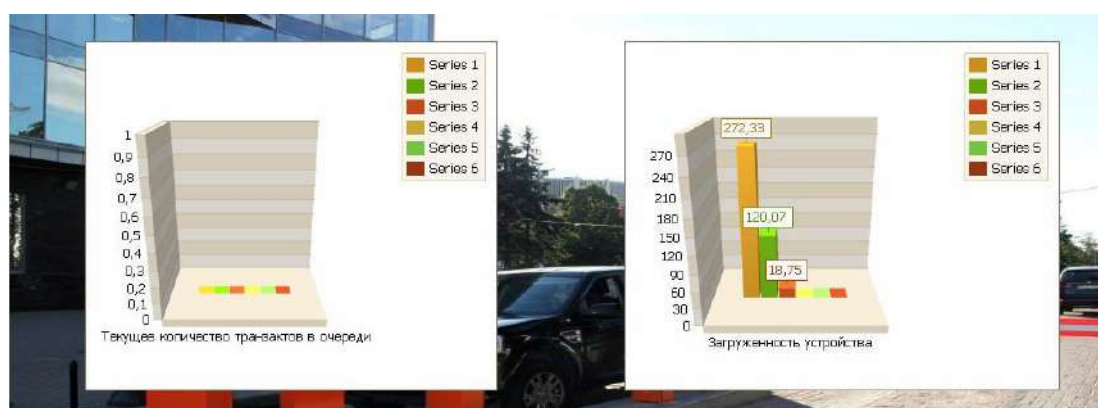 Series 1
Series 2
Series 3
Series 4
Series 5
Series 6
1
0,9
0,8
0,7
0,6
0,5
0,4
0,3
0,2
0,1
0
Текущее количество транзактов в очереди
Series 1
Series 2
Series 3
Series 4
Series 5
Series 6
272,33
120,07
18,75
270
240
210
180
150
120
90
60
30
0
Загруженность устройства